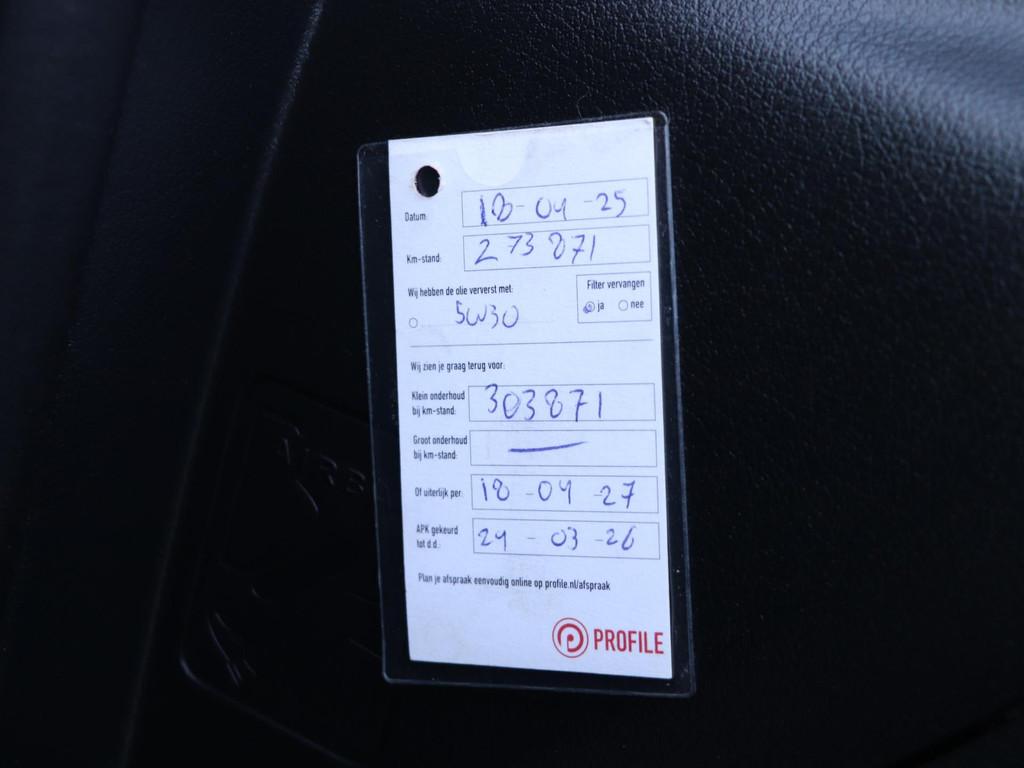 Datum: 18-04-25
Km-stand: 273871
Wij hebben de olie ververst met: Filter vervangen
5W30 ja nee
Wij zien je graag terug voor:
Klein onderhoud
bij km-stand: 303871
Groot onderhoud
bij km-stand: —
Of uiterlijk per: 18-04-27
APK gekeurd
tot d.d.: 24-03-26
Plan je afspraak eenvoudig online op profile.nl/afspraak
PROFILE